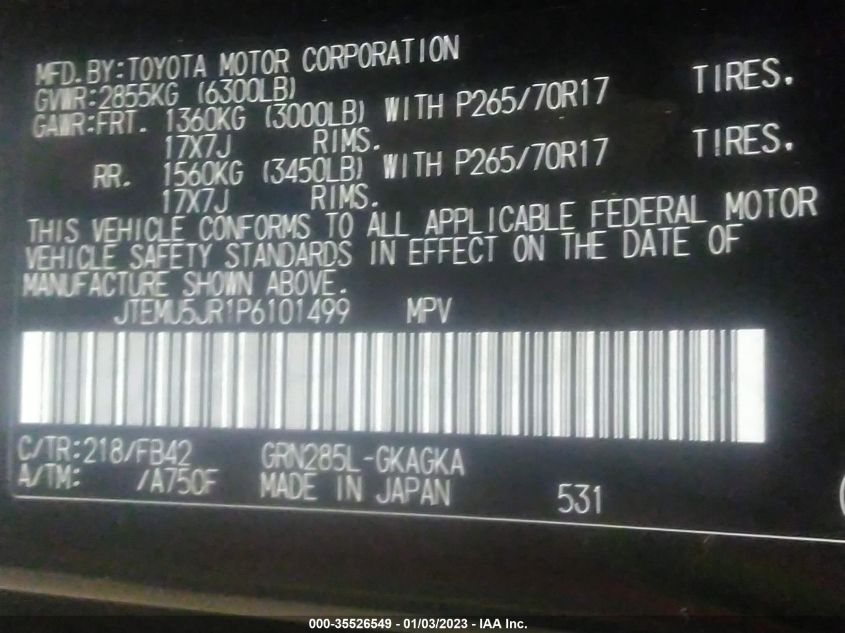 MFD.BY:TOYOTA MOTOR CORPORATION
GVWR:2855KG (6300LB)
GAWR:FRT. 1360KG (3000LB) WITH P265/70R17 TIRES.
17X7J RIMS.
RR. 1560KG (3450LB) WITH P265/70R17 TIRES.
17X7J RIMS.
THIS VEHICLE CONFORMS TO ALL APPLICABLE FEDERAL MOTOR
VEHICLE SAFETY STANDARDS IN EFFECT ON THE DATE OF
MANUFACTURE SHOWN ABOVE.
JTEMU5JR1P6101499 MPV
C/TR:218/FB42 GRN285L-GKAGKA
A/TM: /A750F MADE IN JAPAN 531
000-35526549 - 01/03/2023 - IAA Inc.